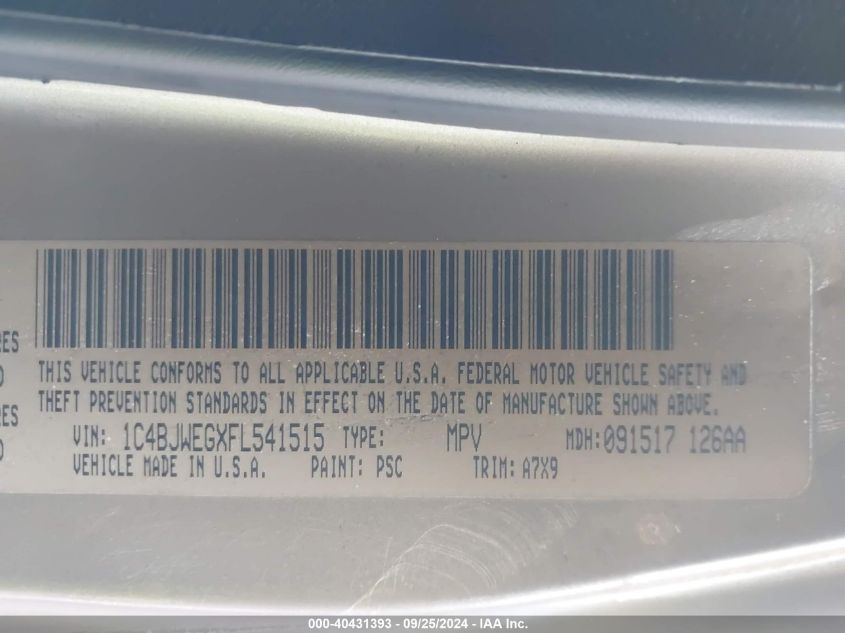 RES
THIS VEHICLE CONFORMS TO ALL APPLICABLE U.S.A. FEDERAL MOTOR VEHICLE SAFETY AND
THEFT PREVENTION STANDARDS IN EFFECT ON THE DATE OF MANUFACTURE SHOWN ABOVE.
RES
VIN: 1C4BJWEGXFL541515 TYPE: MPV MDH:091517 126AA
VEHICLE MADE IN U.S.A. PAINT: PSC TRIM: A7X9
000-40431393 - 09/25/2024 - IAA Inc.